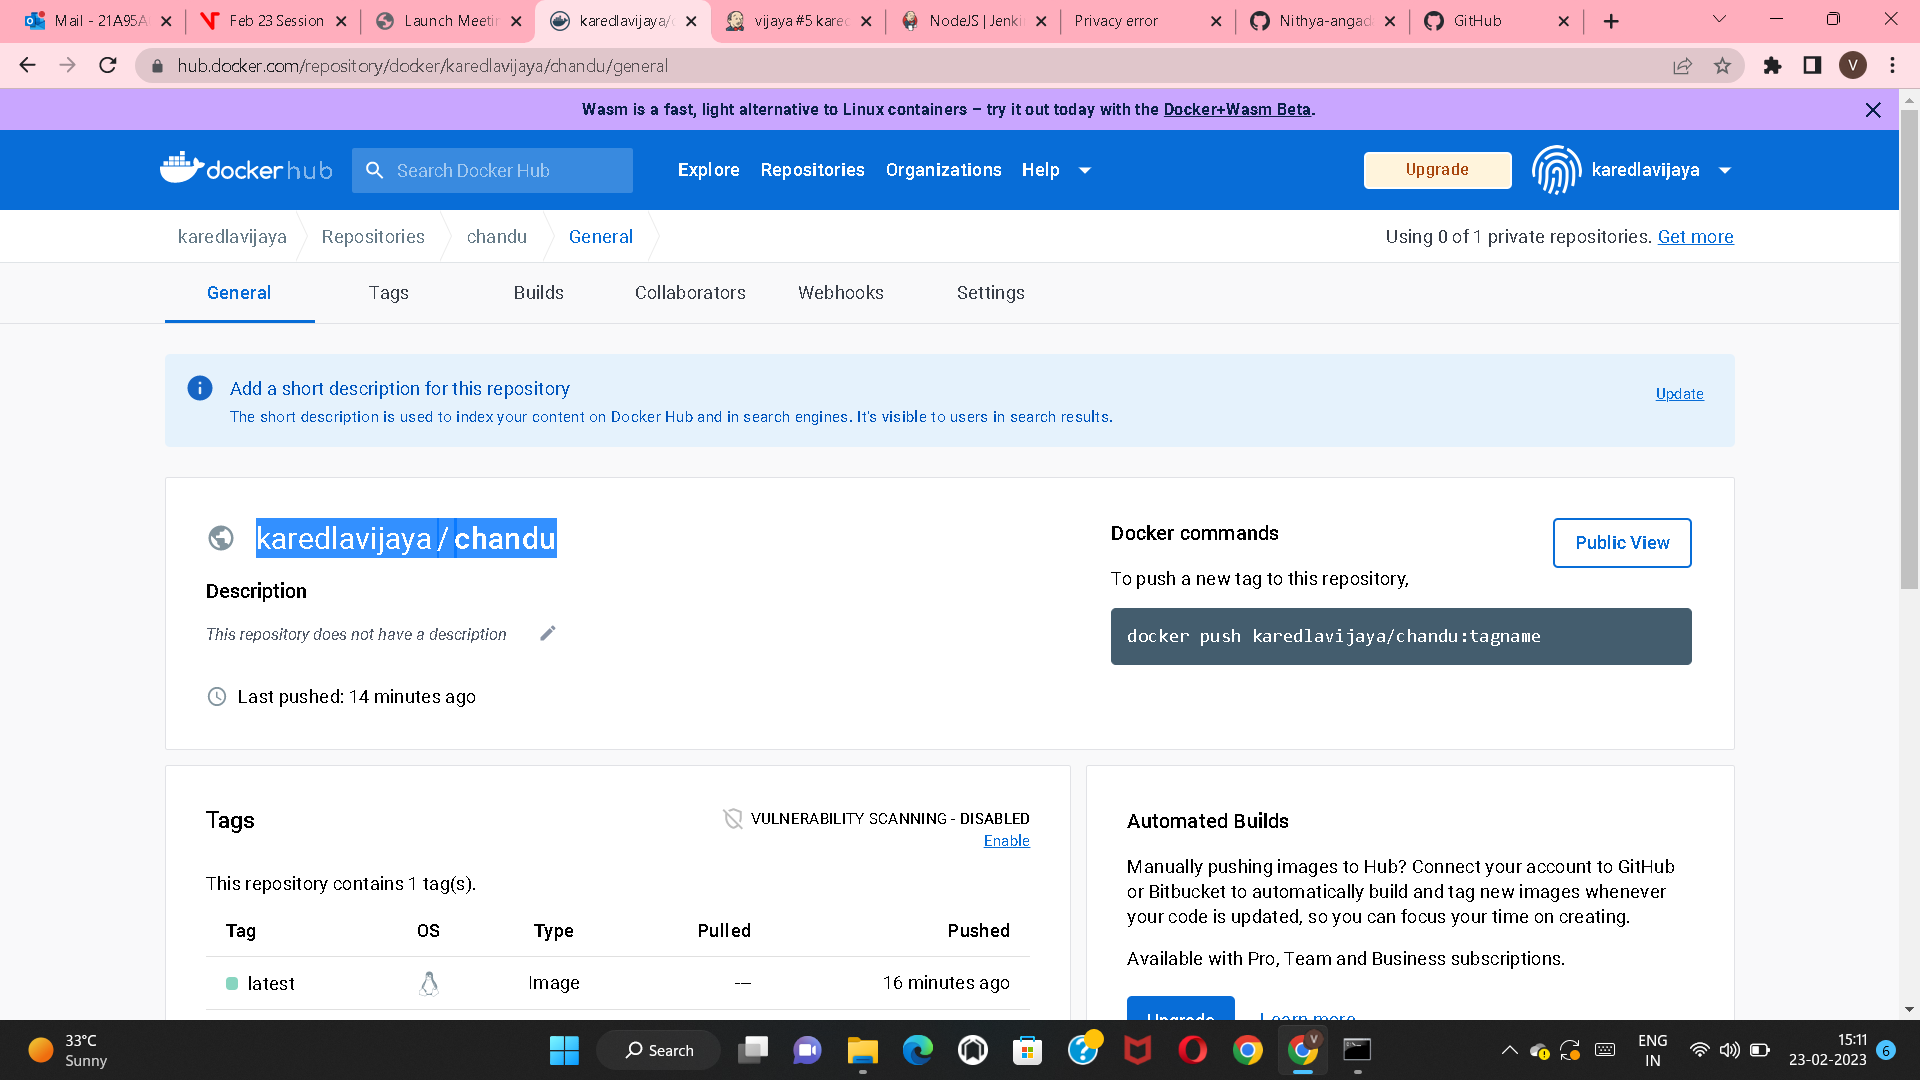 Mail - 21A95A
Feb 23 Session
Launch Meetin
karedlavijaya/c
vijaya #5 kared
NodeJS | Jenki
Privacy error
Nithya-angada
GitHub
hub.docker.com/repository/docker/karedlavijaya/chandu/general
V
Wasm is a fast, light alternative to Linux containers – try it out today with the Docker+Wasm Beta.
docker hub
Search Docker Hub
Explore
Repositories
Organizations
Help
Upgrade
karedlavijaya
karedlavijaya
Repositories
chandu
General
Using 0 of 1 private repositories. Get more
General
Tags
Builds
Collaborators
Webhooks
Settings
Add a short description for this repository
The short description is used to index your content on Docker Hub and in search engines. It's visible to users in search results.
Update
karedlavijaya / chandu
Description
This repository does not have a description
Last pushed: 14 minutes ago
Docker commands
Public View
To push a new tag to this repository,
docker push karedlavijaya/chandu:tagname
Tags
VULNERABILITY SCANNING - DISABLED
Enable
This repository contains 1 tag(s).
Tag OS Type Pulled Pushed
latest Image --- 16 minutes ago
Automated Builds
Manually pushing images to Hub? Connect your account to GitHub
or Bitbucket to automatically build and tag new images whenever
your code is updated, so you can focus your time on creating.
Available with Pro, Team and Business subscriptions.
Upgrade
Learn more
33°C
Sunny
Search
V
ENG
IN
15:11
23-02-2023
6